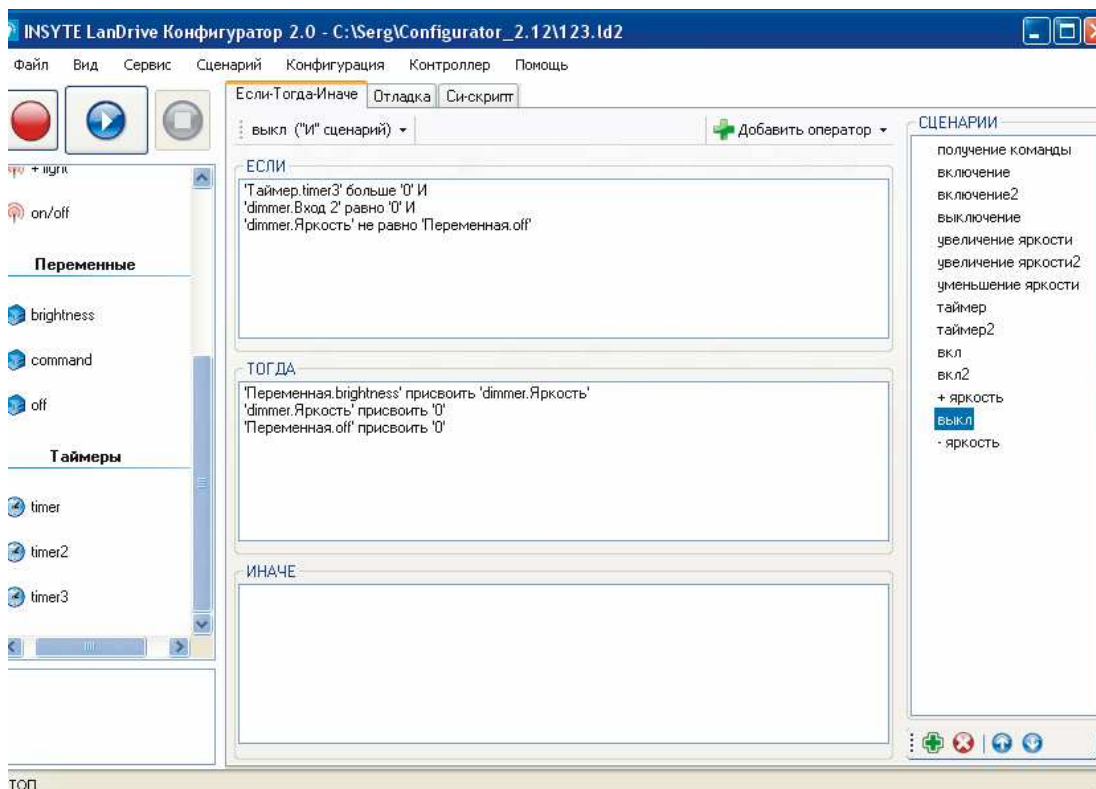 INSYTE LanDrive Конфигуратор 2.0 - C:\Serg\Configurator_2.12\123.ld2
Файл Вид Сервис Сценарий Конфигурация Контроллер Помощь
Если-Тогда-Иначе Отладка Си-скрипт
выкл ("И" сценарий) Добавить оператор
+ light
on/off
Переменные
brightness
command
off
Таймеры
timer
timer2
timer3
ЕСЛИ
'Таймер.timer3' больше '0' И
'dimmer.Вход 2' равно '0' И
'dimmer.Яркость' не равно 'Переменная.off'
ТОГДА
'Переменная.brightness' присвоить 'dimmer.Яркость'
'dimmer.Яркость' присвоить '0'
'Переменная.off' присвоить '0'
ИНАЧЕ
СЦЕНАРИИ
получение команды
включение
включение2
выключение
увеличение яркости
увеличение яркости2
уменьшение яркости
таймер
таймер2
вкл
вкл2
+ яркость
выкл
- яркость
ТОП